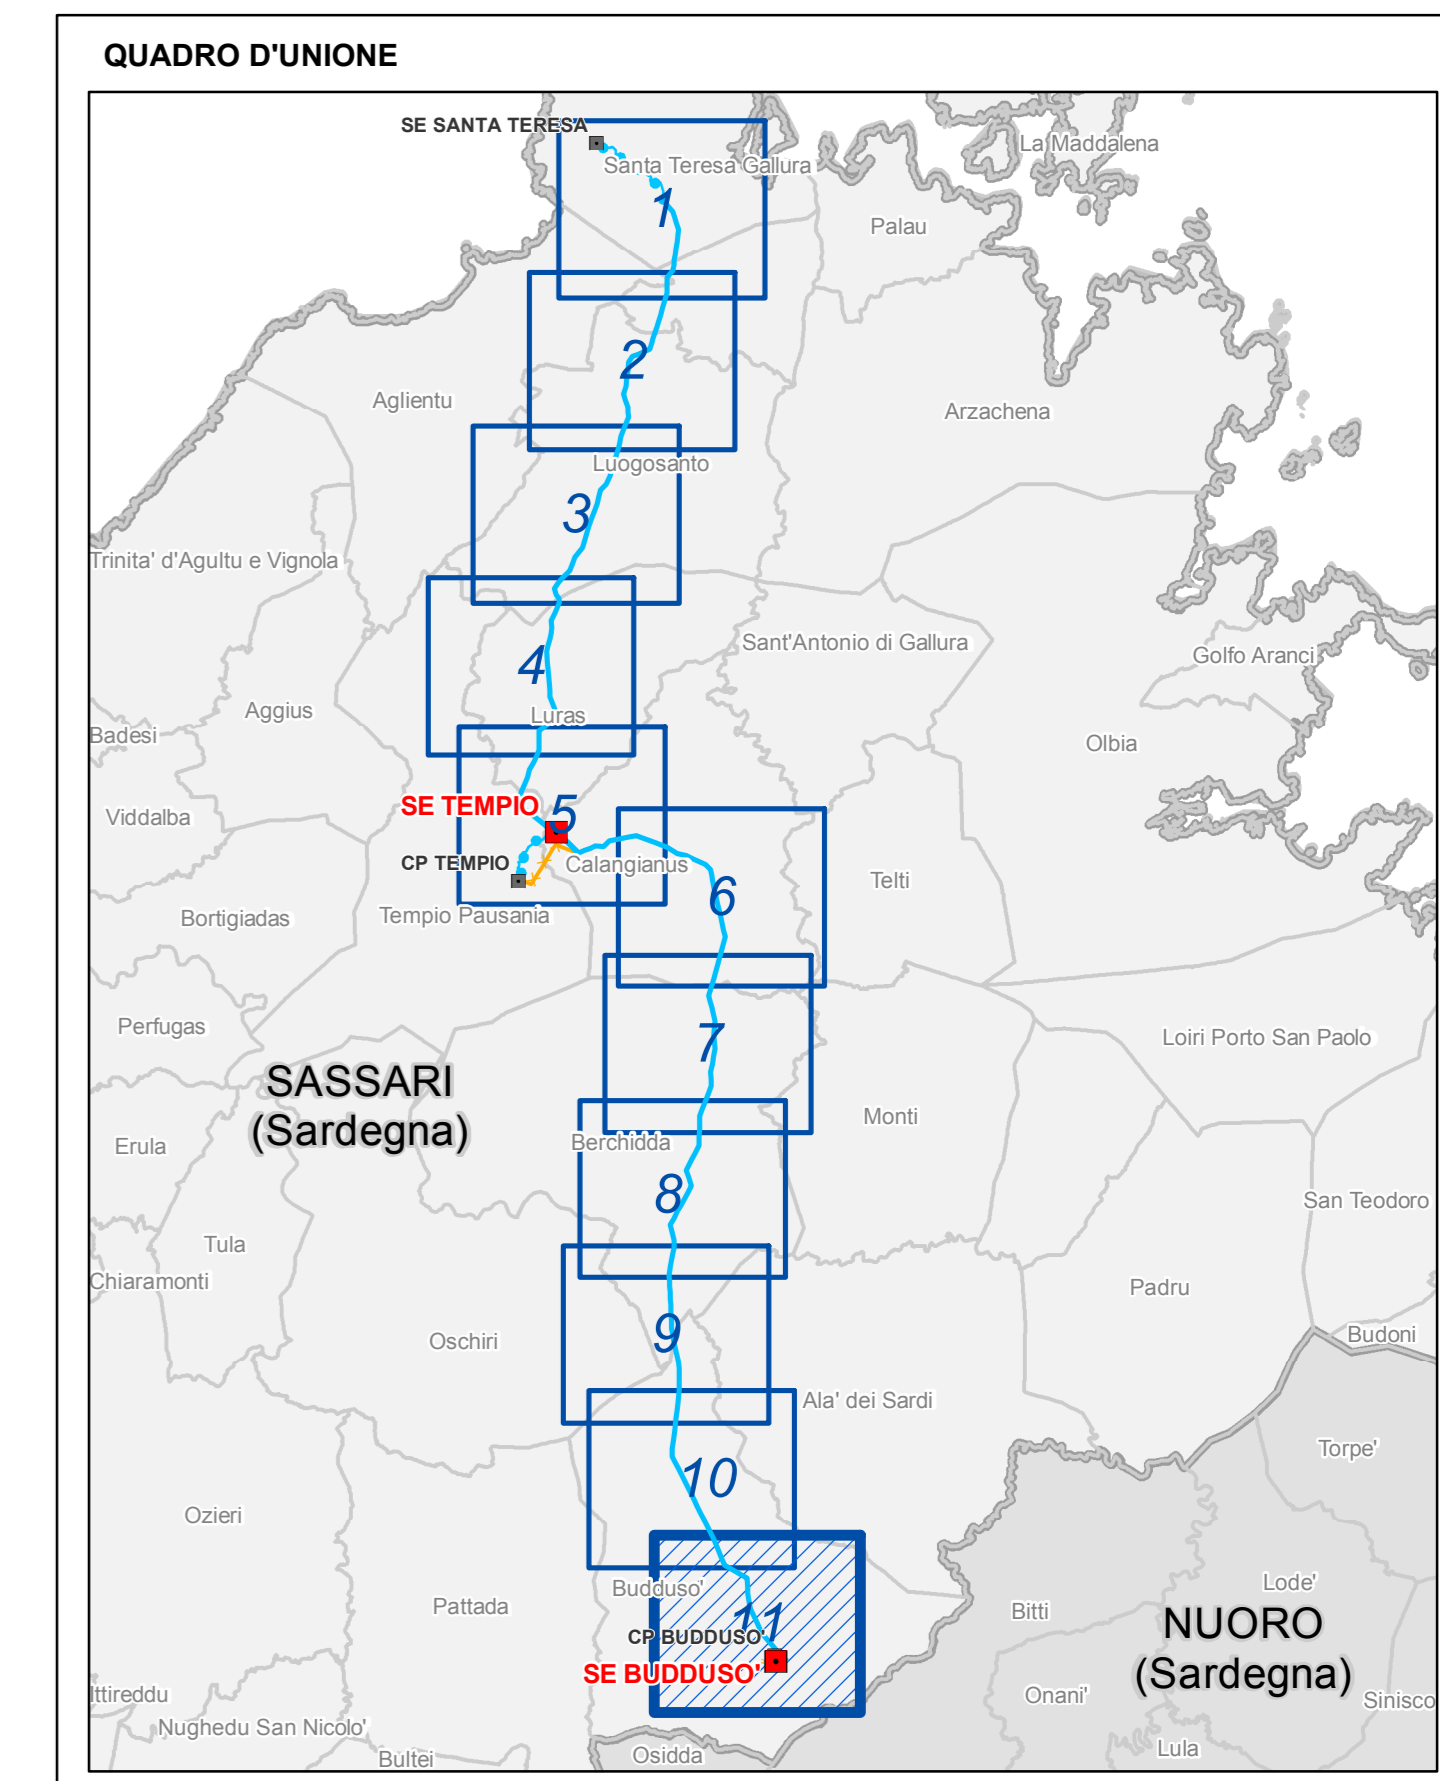 QUADRO D'UNIONE
SE SANTA TERESA
La Maddalena
Santa Teresa Gallura
1
Palau
2
Aglientu
Arzachena
Luogosanto
3
Trinita' d'Agultu e Vignola
Sant'Antonio di Gallura
Golfo Aranci
4
Aggius
Luras
Badesi
Olbia
SE TEMPIO
5
Viddalba
CP TEMPIO
Calangianus
Telti
6
Bortigiadas
Tempio Pausania
Perfugas
Loiri Porto San Paolo
7
SASSARI
(Sardegna)
Monti
Erula
Berchidda
8
San Teodoro
Tula
Chiaramonti
Padru
9
Oschiri
Budoni
Ala' dei Sardi
Torpe'
10
Ozieri
Lode'
Budduso'
Pattada
Bitti
11
NUORO
(Sardegna)
CP BUDDUSO'
SE BUDDUSO'
Ittireddu
Onani'
Sinisco
Nughedu San Nicolo'
Bultei
Osidda
Lula